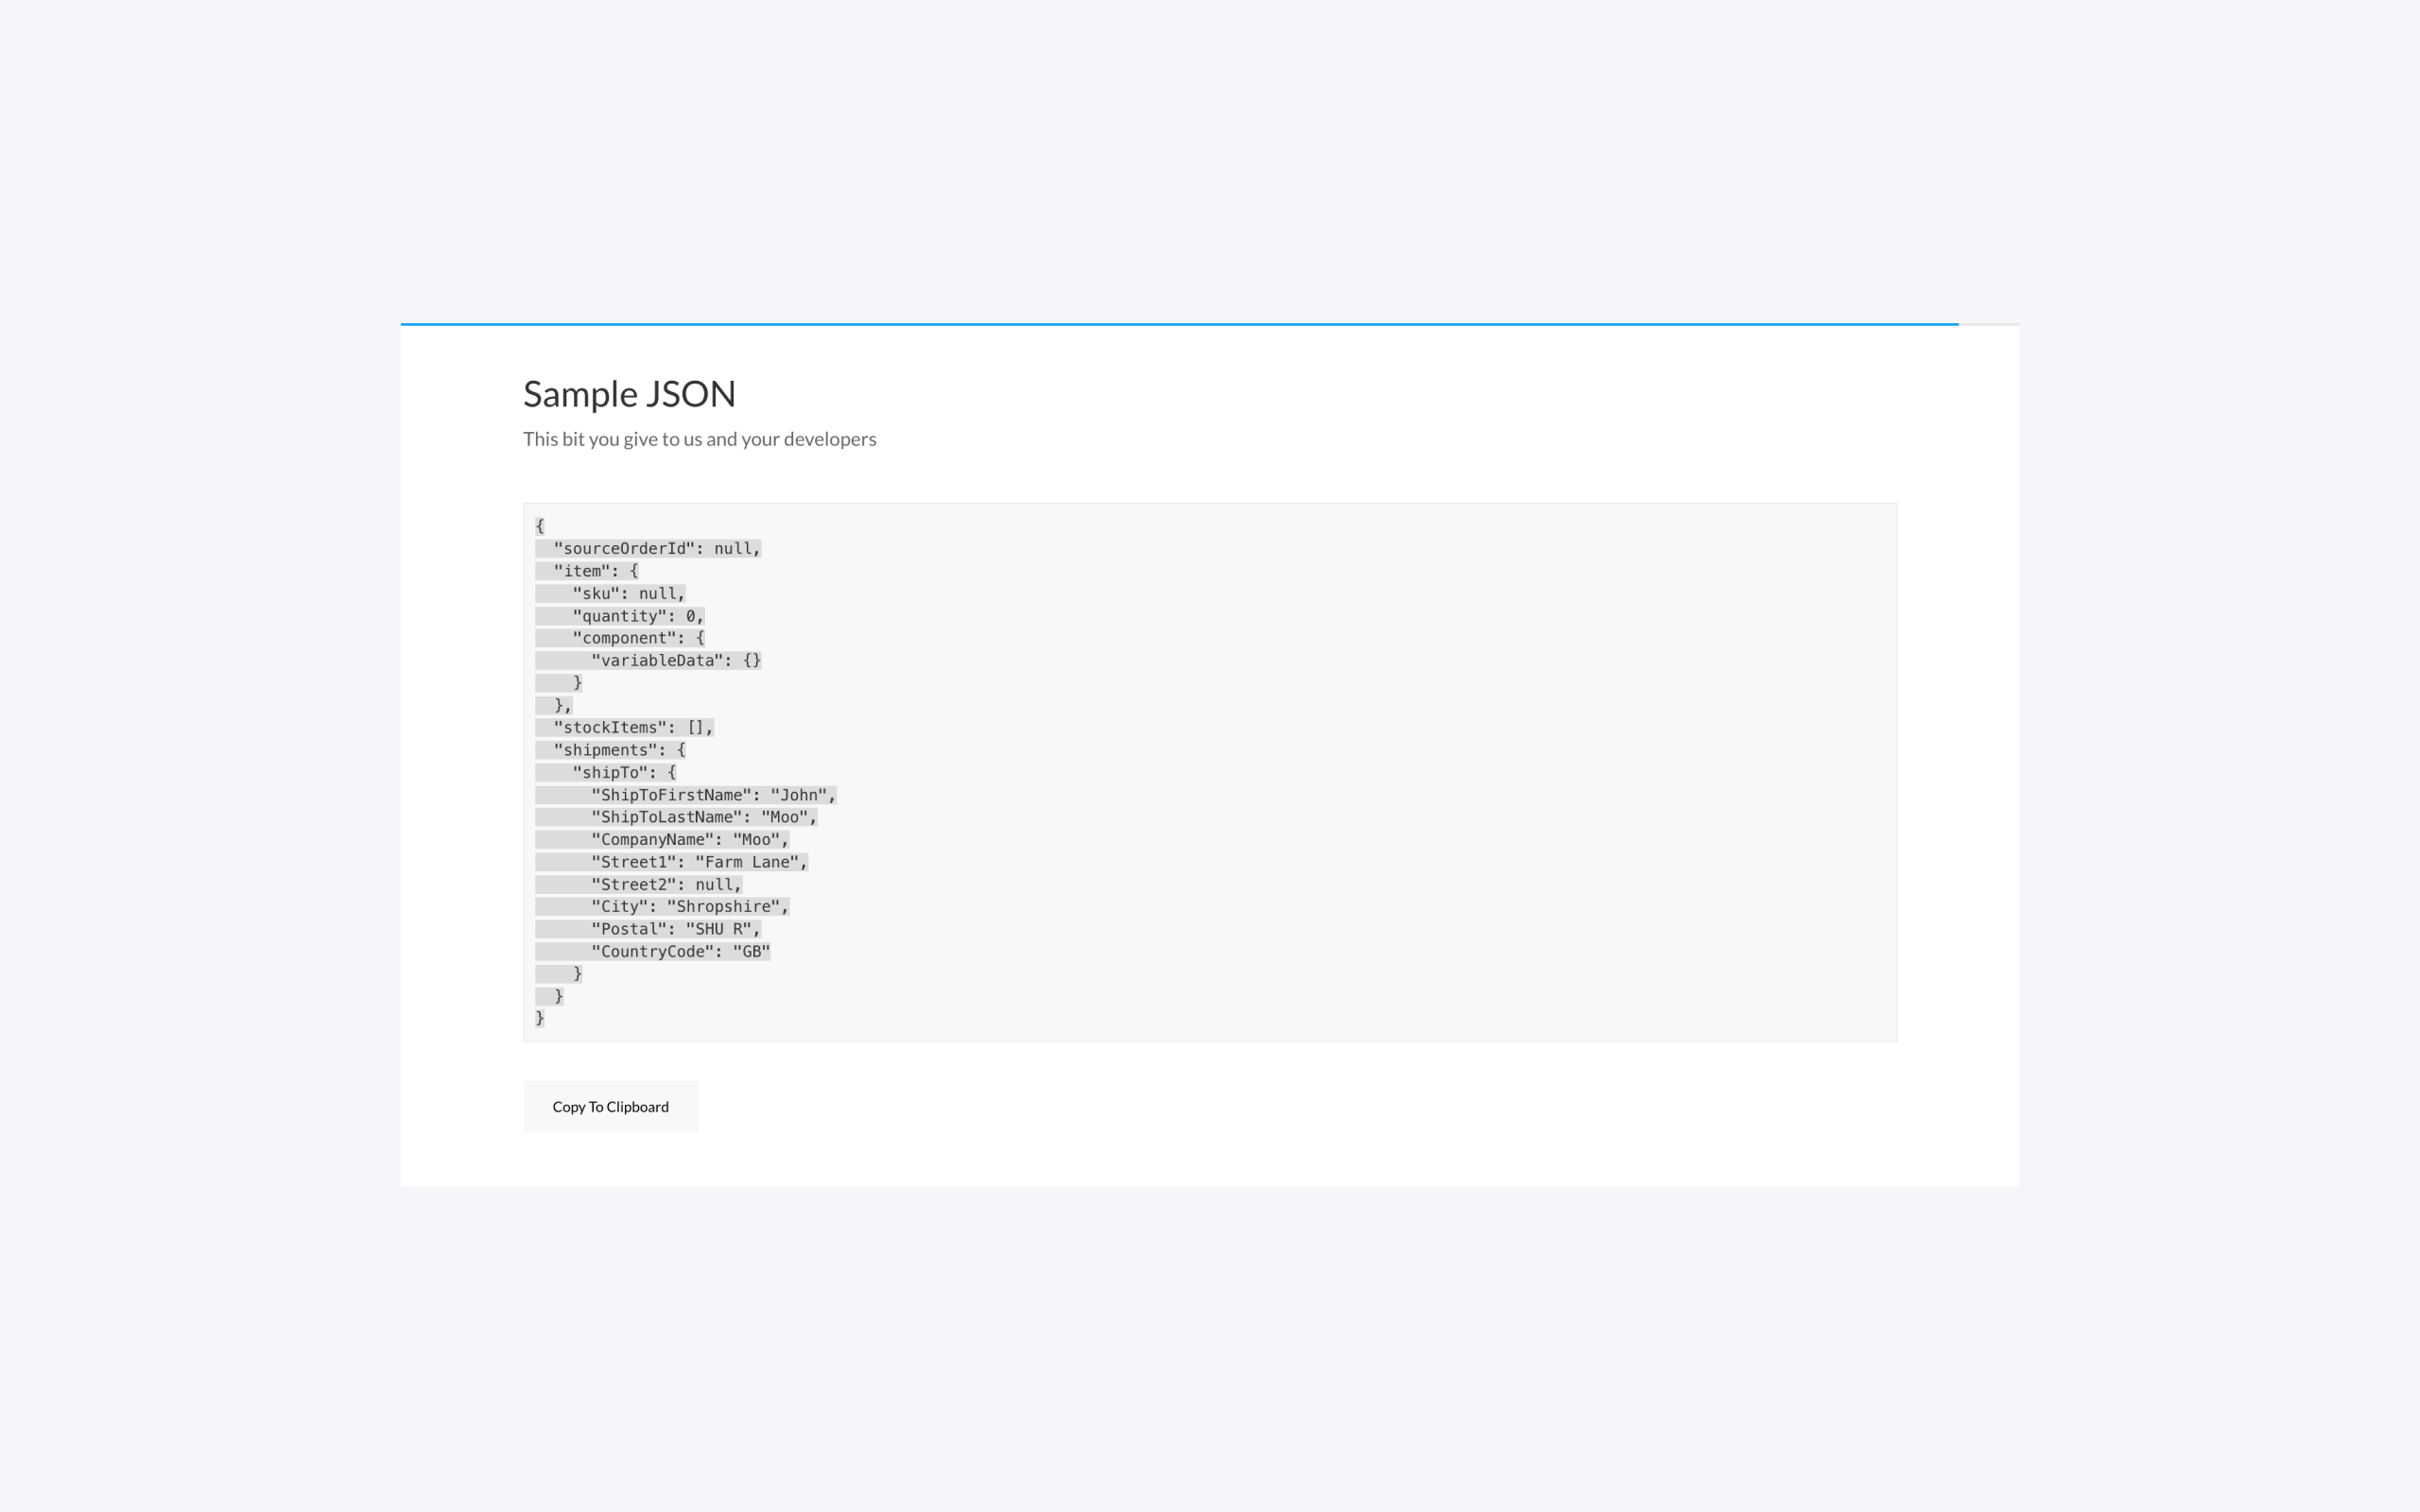 Sample JSON
This bit you give to us and your developers
{
  "sourceOrderId": null,
  "item": {
    "sku": null,
    "quantity": 0,
    "component": {
      "variableData": {}
    }
  },
  "stockItems": [],
  "shipments": {
    "shipTo": {
      "ShipToFirstName": "John",
      "ShipToLastName": "Moo",
      "CompanyName": "Moo",
      "Street1": "Farm Lane",
      "Street2": null,
      "City": "Shropshire",
      "Postal": "SHU R",
      "CountryCode": "GB"
    }
  }
}
Copy To Clipboard